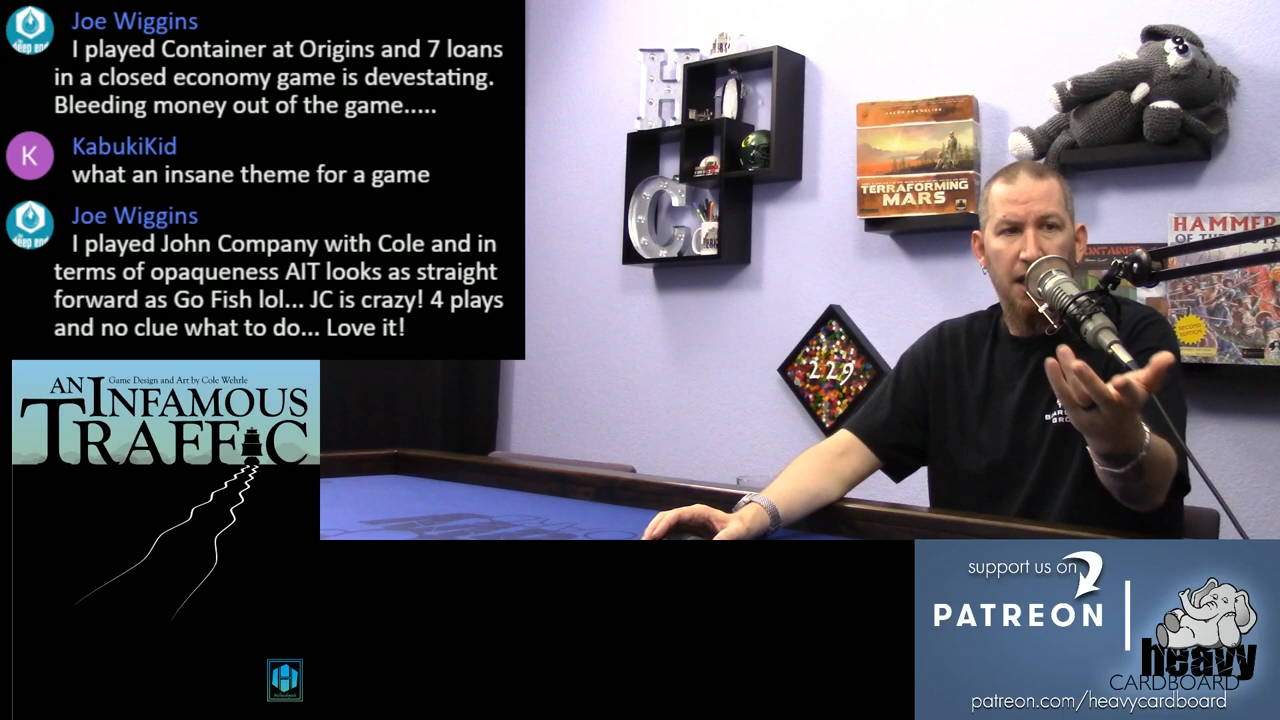 Joe Wiggins
I played Container at Origins and 7 loans
in a closed economy game is devestating.
Bleeding money out of the game.....
K
KabukiKid
what an insane theme for a game
Joe Wiggins
I played John Company with Cole and in
terms of opaqueness AIT looks as straight
forward as Go Fish lol... JC is crazy! 4 plays
and no clue what to do... Love it!
Game Design and Art by Cole Wehrle
AN INFAMOUS
TRAFFIC
H
C
TERRAFORMING
MARS
HAMMER
OF TH
SECOND
EDITION
229
support us on
PATREON
heavy
CARDBOARD
patreon.com/heavycardboard